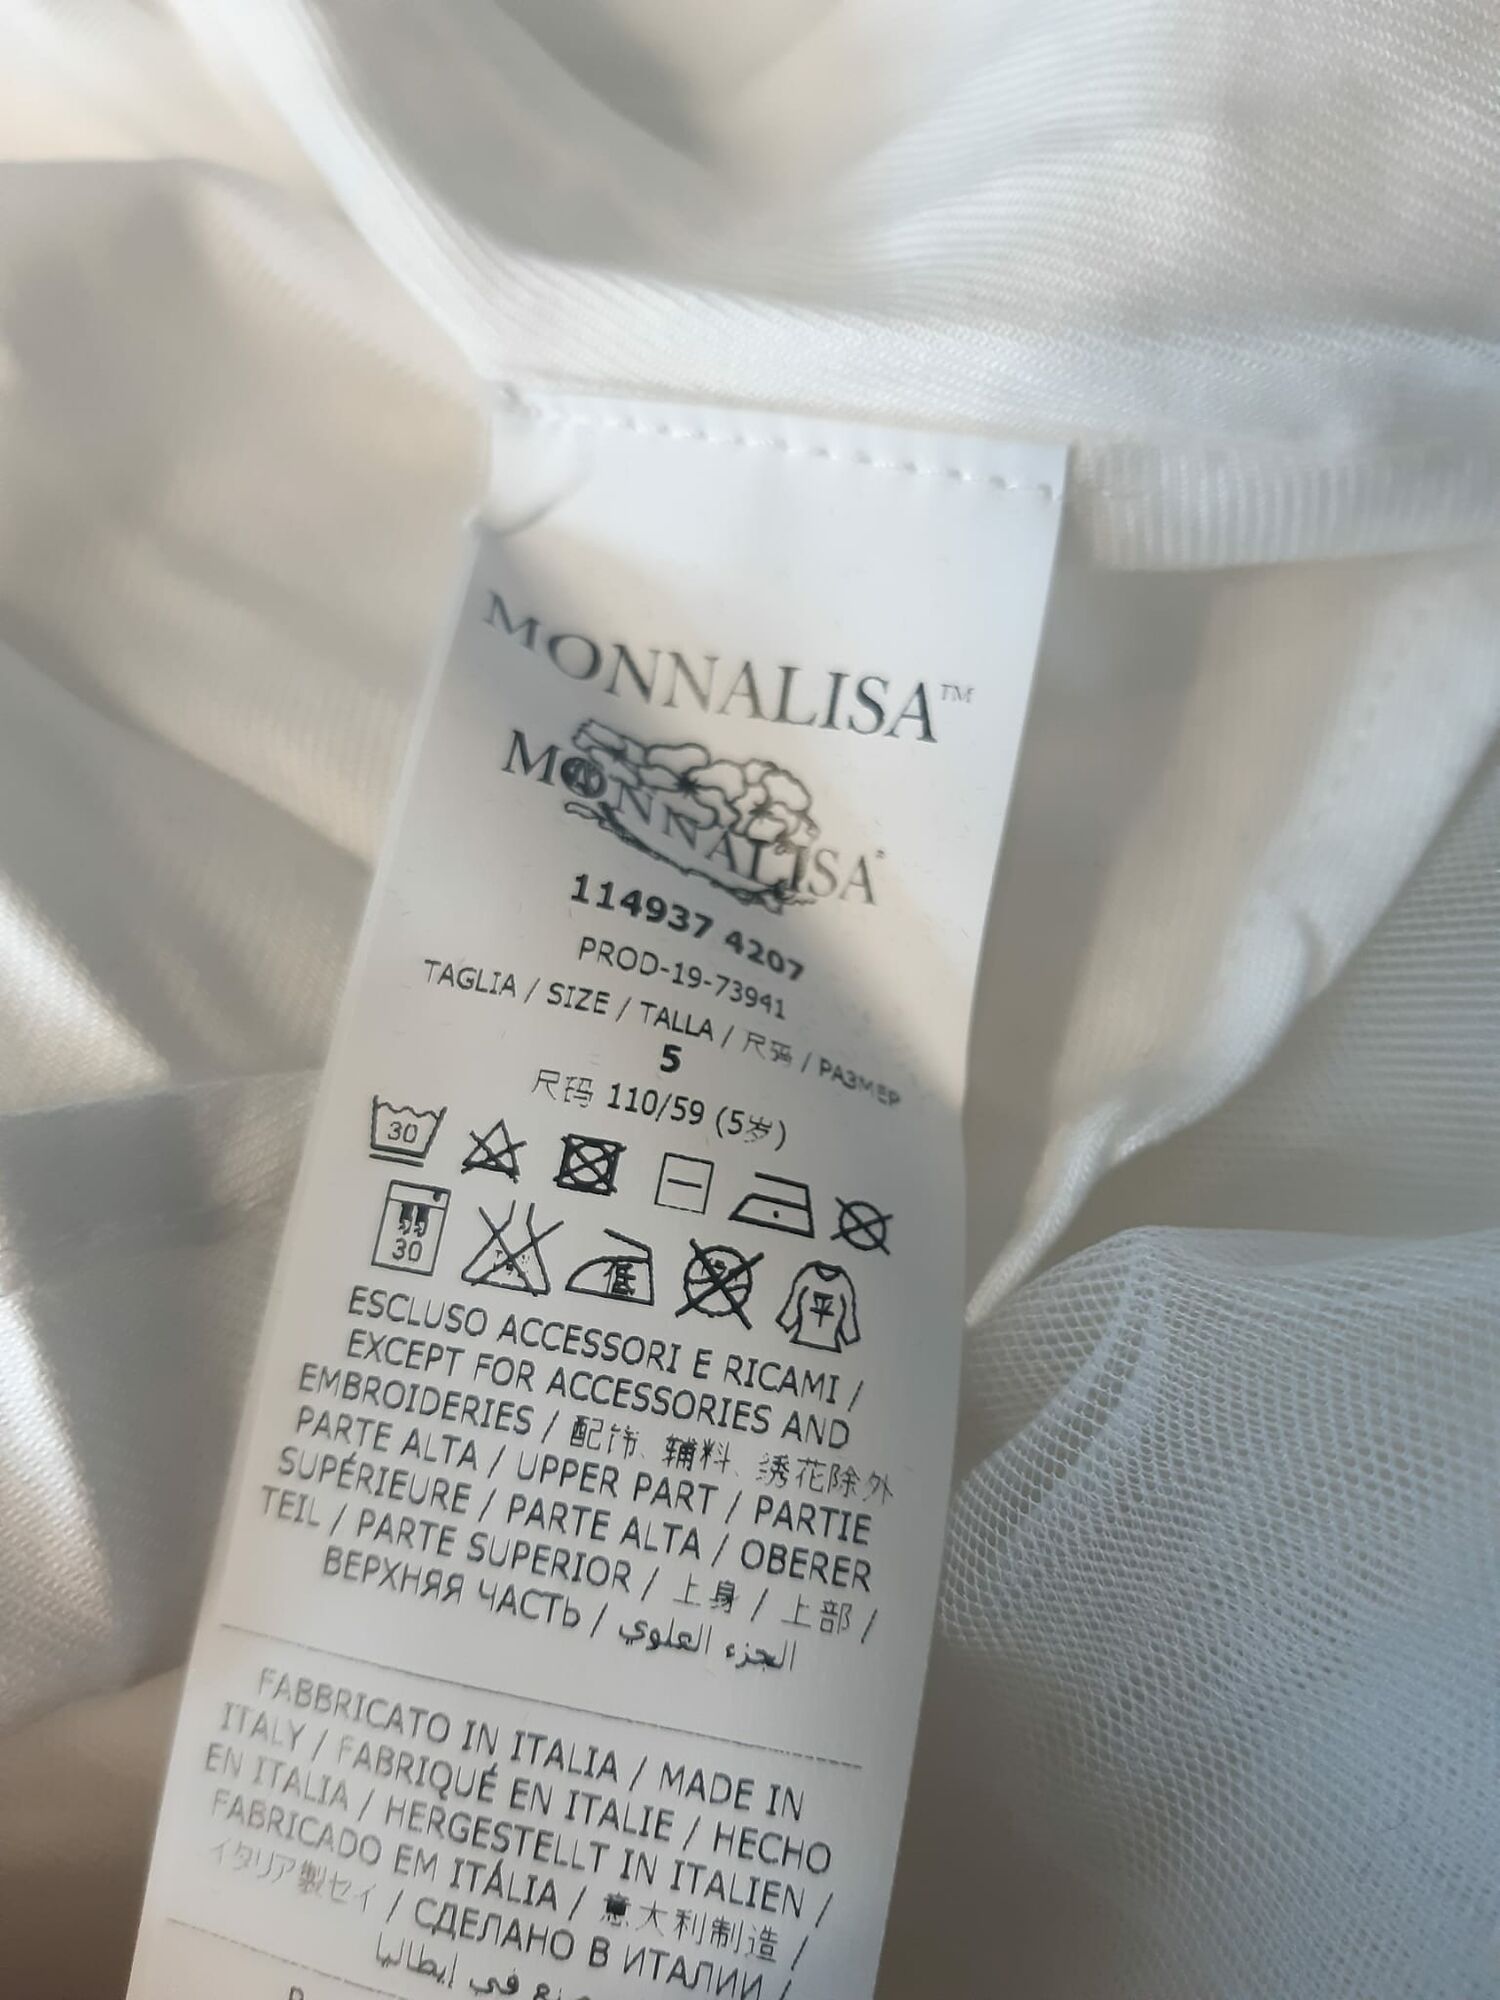 MONNALISA™
MONNALISA®
114937 4207
PROD-19-73941
TAGLIA / SIZE / TALLA / 尺码 / РАЗМЕР
5
尺码 110/59 (5岁)
30
30 低 平
ESCLUSO ACCESSORI E RICAMI /
EXCEPT FOR ACCESSORIES AND
EMBROIDERIES / 配饰、辅料、绣花除外
PARTE ALTA / UPPER PART / PARTIE
SUPÉRIEURE / PARTE ALTA / OBERER
TEIL / PARTE SUPERIOR / 上身 / 上部 /
ВЕРХНЯЯ ЧАСТЬ / الجزء العلوي
FABBRICATO IN ITALIA / MADE IN
ITALY / FABRIQUÉ EN ITALIE / HECHO
EN ITALIA / HERGESTELLT IN ITALIEN /
FABRICADO EM ITÁLIA / 意大利制造 /
イタリア製セイ / СДЕЛАНО В ИТАЛИИ /
في إيطاليا